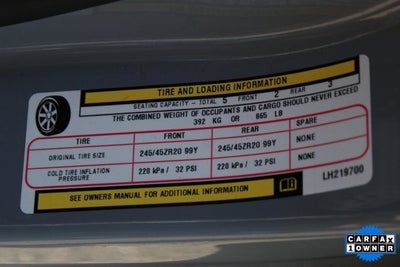 TIRE AND LOADING INFORMATION
SEATING CAPACITY - TOTAL 5 FRONT 2 REAR 3
THE COMBINED WEIGHT OF OCCUPANTS AND CARGO SHOULD NEVER EXCEED
392 KG OR 865 LB
TIRE FRONT REAR SPARE
ORIGINAL TIRE SIZE 245/45ZR20 99Y 245/45ZR20 99Y NONE
COLD TIRE INFLATION PRESSURE 220 kPa / 32 PSI 220 kPa / 32 PSI NONE
SEE OWNERS MANUAL FOR ADDITIONAL INFORMATION
LH219700
CARFAX
1 OWNER